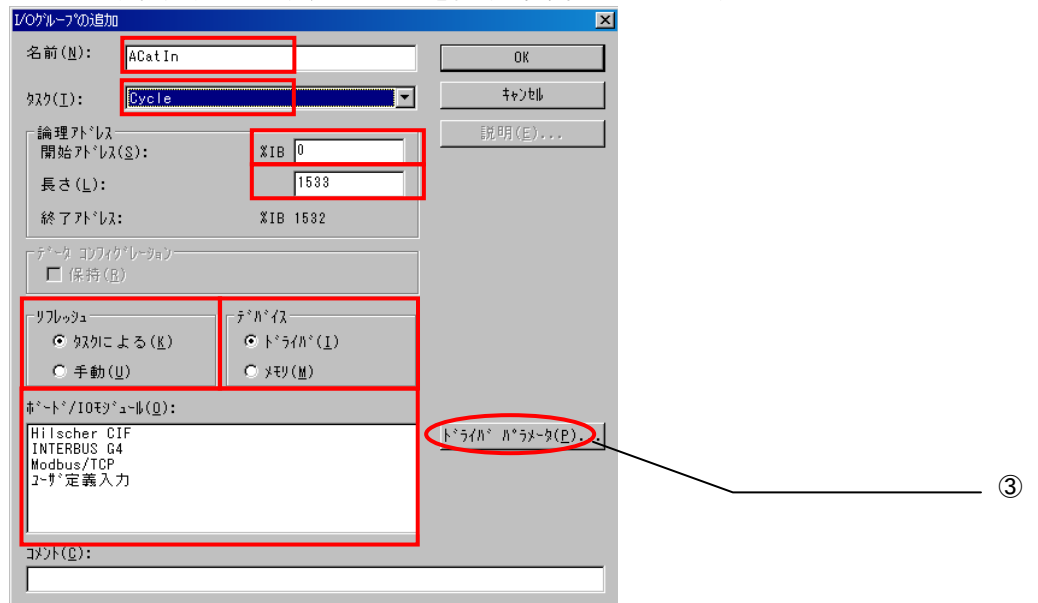 I/Oｸﾞﾙｰﾌﾟの追加
名前(N):
ACatIn
OK
ﾀｽｸ(T):
Cycle
ｷｬﾝｾﾙ
論理ｱﾄﾞﾚｽ
説明(E)...
開始ｱﾄﾞﾚｽ(S):
%IB 0
長さ(L):
1533
終了ｱﾄﾞﾚｽ:
%IB 1532
ﾃﾞｰﾀ ｺﾝﾌｨｸﾞﾚｰｼｮﾝ
保持(R)
ﾘﾌﾚｯｼｭ
ﾀｽｸによる(K)
手動(U)
ﾃﾞﾊﾞｲｽ
ﾄﾞﾗｲﾊﾞ(I)
ﾒﾓﾘ(M)
ﾎﾞｰﾄﾞ/IOﾓｼﾞｭｰﾙ(O):
Hilscher CIF
INTERBUS G4
Modbus/TCP
ﾕｰｻﾞ定義入力
ﾄﾞﾗｲﾊﾞ ﾊﾟﾗﾒｰﾀ(P)...
③
ｺﾒﾝﾄ(C):